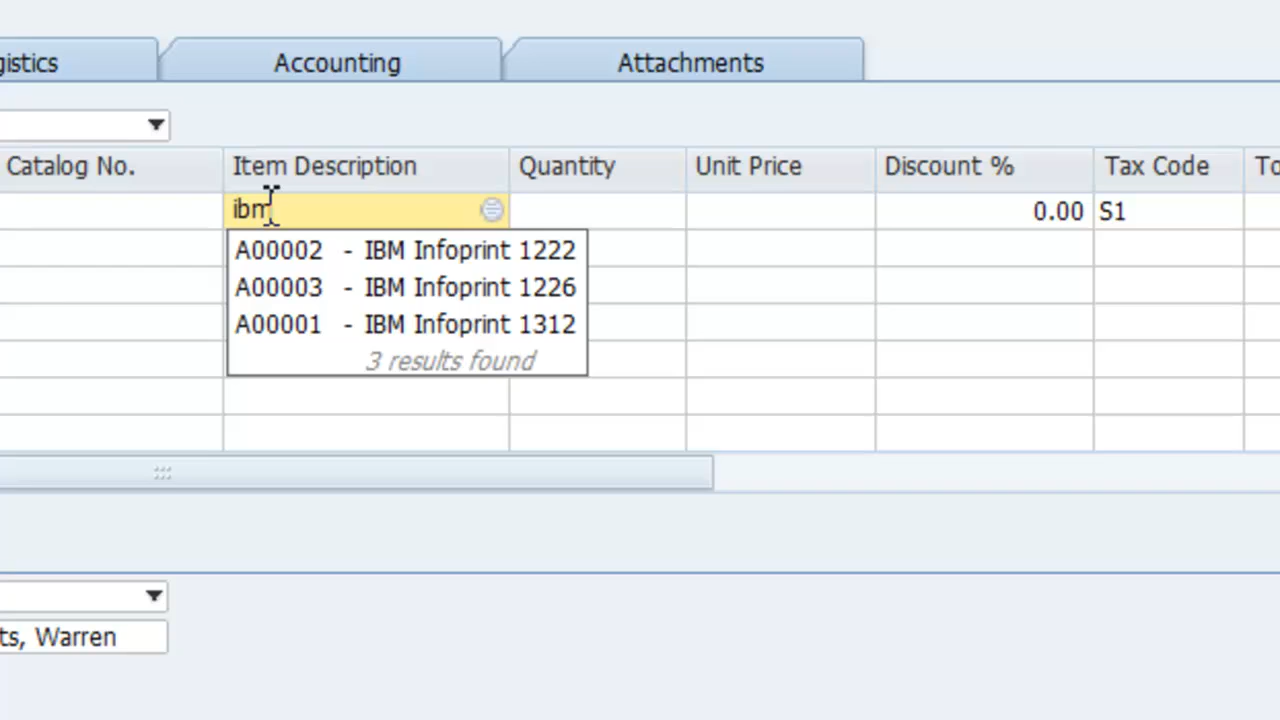 gistics Accounting Attachments
Catalog No. Item Description Quantity Unit Price Discount % Tax Code To
ibm 0.00 S1
A00002 - IBM Infoprint 1222
A00003 - IBM Infoprint 1226
A00001 - IBM Infoprint 1312
3 results found
ts, Warren